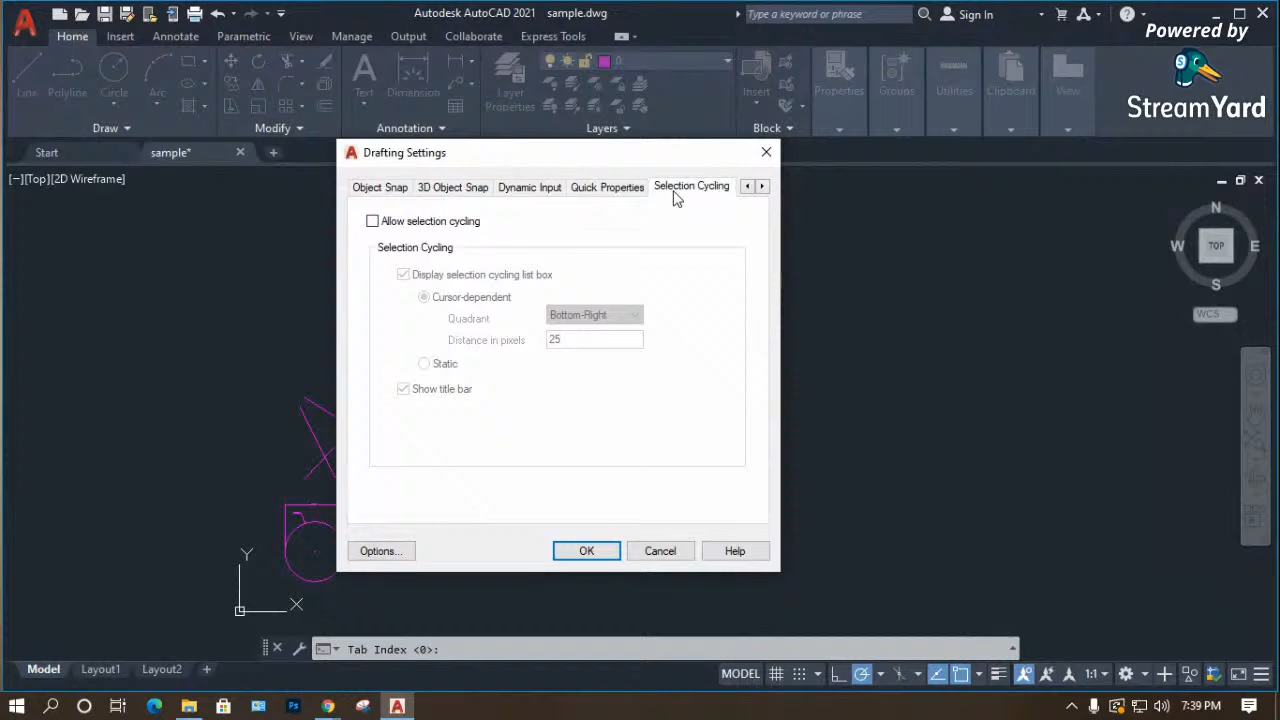 Autodesk AutoCAD 2021 sample.dwg
Type a keyword or phrase
Sign In
Powered by
StreamYard
Home Insert Annotate Parametric View Manage Output Collaborate Express Tools
0
Line Polyline Circle Arc Text Dimension Layer Properties Insert Properties Groups Utilities Clipboard View
Draw Modify Annotation Layers Block
Start sample*
[−][Top][2D Wireframe]
Drafting Settings
Object Snap 3D Object Snap Dynamic Input Quick Properties Selection Cycling
Allow selection cycling
Selection Cycling
Display selection cycling list box
Cursor-dependent
Quadrant Bottom-Right
Distance in pixels 25
Static
Show title bar
Options... OK Cancel Help
N
W TOP E
S
WCS
Y
X
Tab Index <0>:
Model Layout1 Layout2
MODEL 1:1
7:39 PM